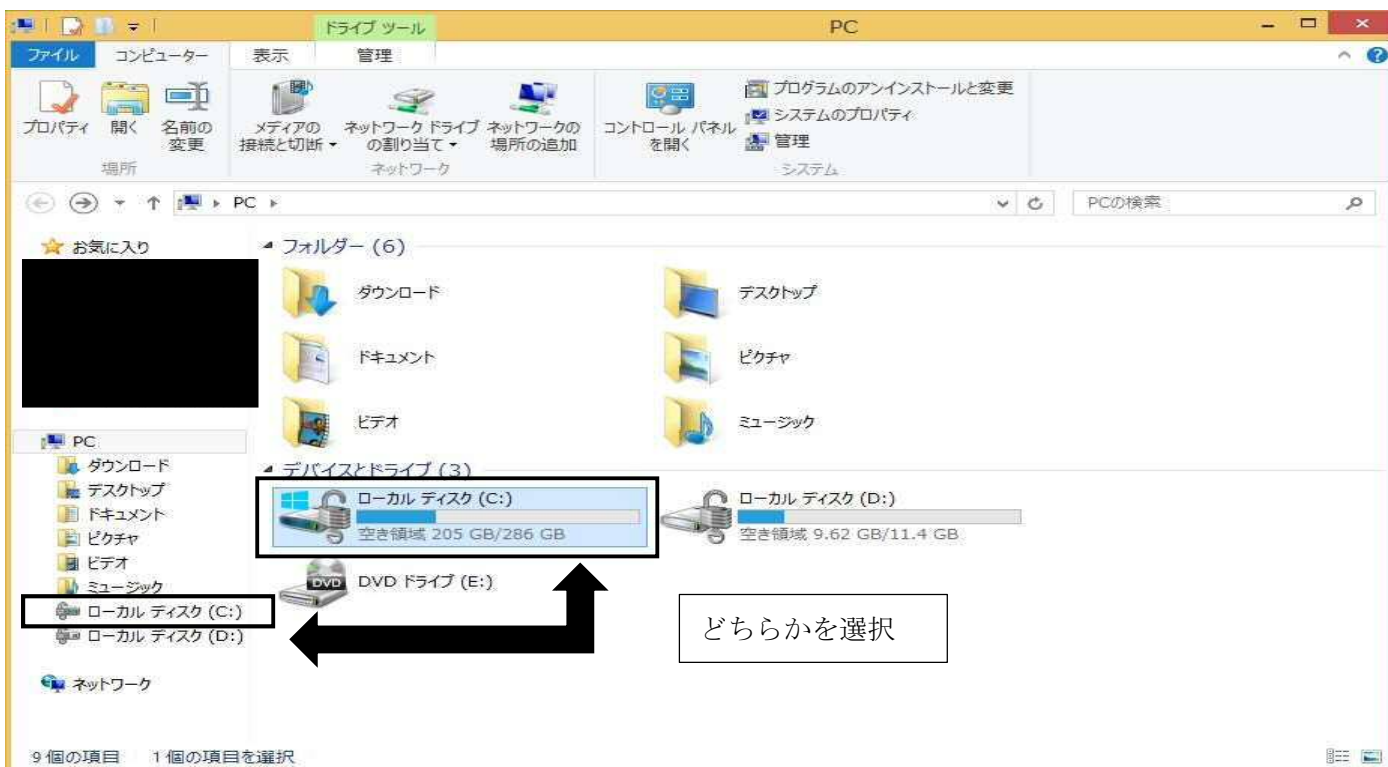 ドライブ ツール
PC
ファイル コンピューター 表示 管理
プロパティ 開く 名前の変更
場所
メディアの接続と切断 ネットワーク ドライブの割り当て ネットワークの場所の追加
ネットワーク
コントロール パネルを開く
プログラムのアンインストールと変更
システムのプロパティ
管理
システム
PC
PCの検索
お気に入り
PC
ダウンロード
デスクトップ
ドキュメント
ピクチャ
ビデオ
ミュージック
ローカル ディスク (C:)
ローカル ディスク (D:)
ネットワーク
フォルダー (6)
ダウンロード
デスクトップ
ドキュメント
ピクチャ
ビデオ
ミュージック
デバイスとドライブ (3)
ローカル ディスク (C:)
空き領域 205 GB/286 GB
ローカル ディスク (D:)
空き領域 9.62 GB/11.4 GB
DVD
DVD ドライブ (E:)
どちらかを選択
9 個の項目 1 個の項目を選択